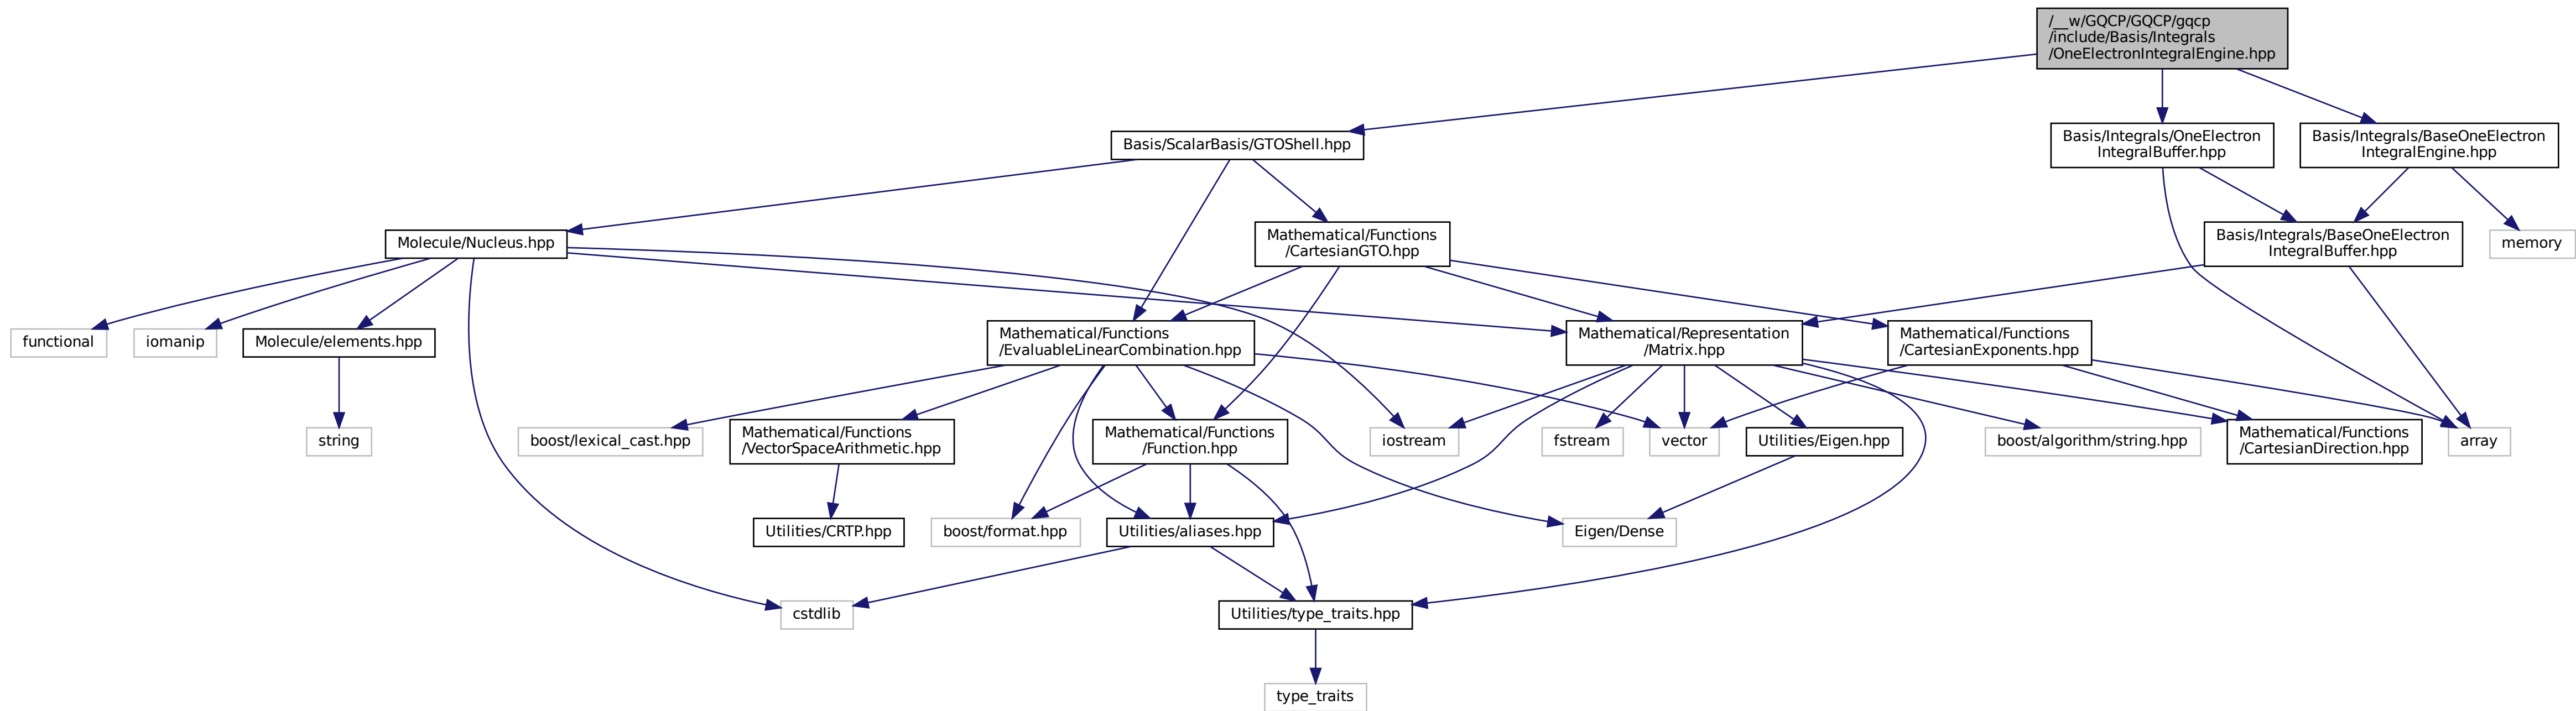 /__w/GQCP/GQCP/gqcp
/include/Basis/Integrals
/OneElectronIntegralEngine.hpp
Basis/ScalarBasis/GTOShell.hpp
Basis/Integrals/OneElectron
IntegralBuffer.hpp
Basis/Integrals/BaseOneElectron
IntegralEngine.hpp
Molecule/Nucleus.hpp
Mathematical/Functions
/CartesianGTO.hpp
Basis/Integrals/BaseOneElectron
IntegralBuffer.hpp
memory
functional
iomanip
Molecule/elements.hpp
Mathematical/Functions
/EvaluableLinearCombination.hpp
Mathematical/Representation
/Matrix.hpp
Mathematical/Functions
/CartesianExponents.hpp
string
boost/lexical_cast.hpp
Mathematical/Functions
/VectorSpaceArithmetic.hpp
Mathematical/Functions
/Function.hpp
iostream
fstream
vector
Utilities/Eigen.hpp
boost/algorithm/string.hpp
Mathematical/Functions
/CartesianDirection.hpp
array
Utilities/CRTP.hpp
boost/format.hpp
Utilities/aliases.hpp
Eigen/Dense
cstdlib
Utilities/type_traits.hpp
type_traits